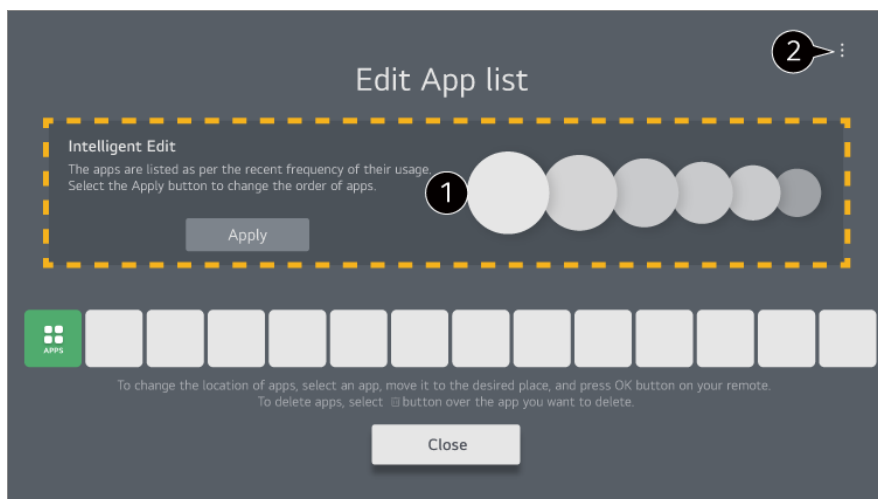 2
Edit App list
Intelligent Edit
The apps are listed as per the recent frequency of their usage.
Select the Apply button to change the order of apps.
1
Apply
APPS
To change the location of apps, select an app, move it to the desired place, and press OK button on your remote.
To delete apps, select button over the app you want to delete.
Close